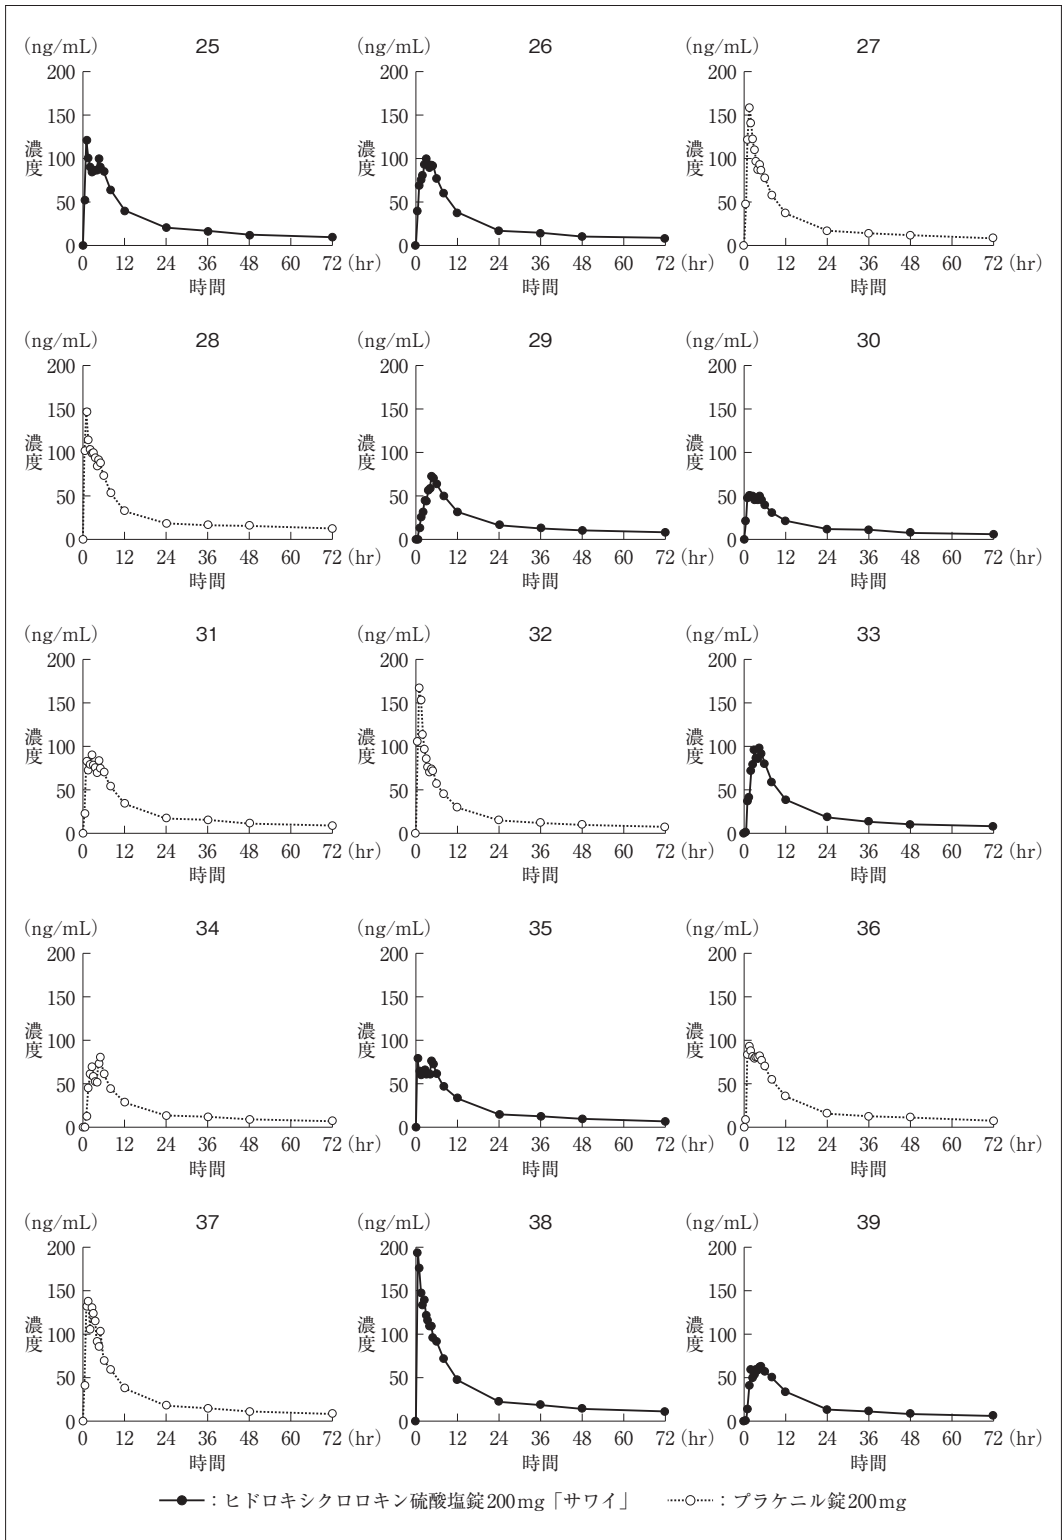 (ng/mL) 25 (ng/mL) 26 (ng/mL) 27
200 200 200
150 150 150
濃度 100 濃度 100 濃度 100
50 50 50
0 0 0
0 12 24 36 48 60 72 (hr) 0 12 24 36 48 60 72 (hr) 0 12 24 36 48 60 72 (hr)
時間 時間 時間
(ng/mL) 28 (ng/mL) 29 (ng/mL) 30
200 200 200
150 150 150
濃度 100 濃度 100 濃度 100
50 50 50
0 0 0
0 12 24 36 48 60 72 (hr) 0 12 24 36 48 60 72 (hr) 0 12 24 36 48 60 72 (hr)
時間 時間 時間
(ng/mL) 31 (ng/mL) 32 (ng/mL) 33
200 200 200
150 150 150
濃度 100 濃度 100 濃度 100
50 50 50
0 0 0
0 12 24 36 48 60 72 (hr) 0 12 24 36 48 60 72 (hr) 0 12 24 36 48 60 72 (hr)
時間 時間 時間
(ng/mL) 34 (ng/mL) 35 (ng/mL) 36
200 200 200
150 150 150
濃度 100 濃度 100 濃度 100
50 50 50
0 0 0
0 12 24 36 48 60 72 (hr) 0 12 24 36 48 60 72 (hr) 0 12 24 36 48 60 72 (hr)
時間 時間 時間
(ng/mL) 37 (ng/mL) 38 (ng/mL) 39
200 200 200
150 150 150
濃度 100 濃度 100 濃度 100
50 50 50
0 0 0
0 12 24 36 48 60 72 (hr) 0 12 24 36 48 60 72 (hr) 0 12 24 36 48 60 72 (hr)
時間 時間 時間
:ヒドロキシクロロキン硫酸塩錠200mg「サワイ」 :プラケニル錠200mg